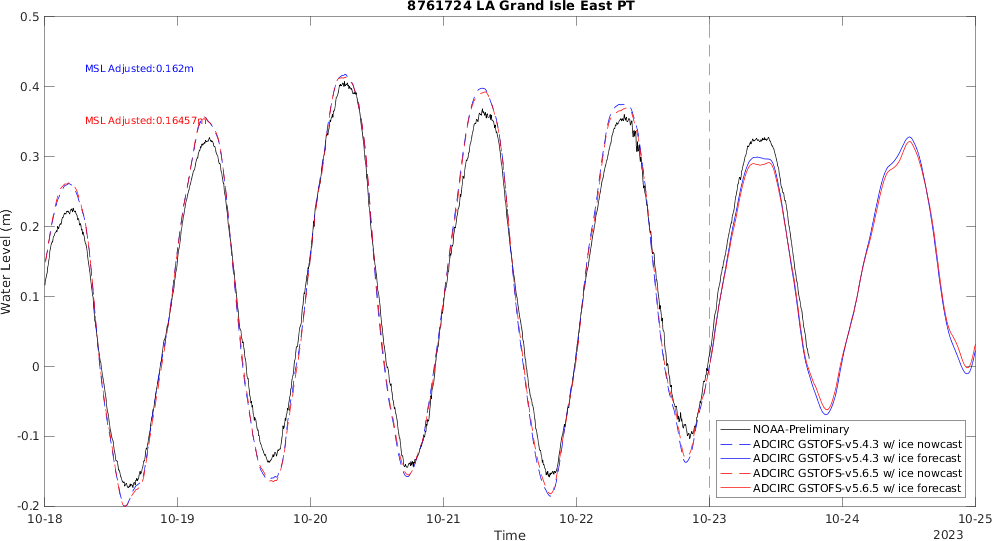 8761724 LA Grand Isle East PT
0.5
MSL Adjusted:0.162m
0.4
MSL Adjusted:0.16457m
0.3
0.2
0.1
0
-0.1
-0.2
Water Level (m)
NOAA-Preliminary
ADCIRC GSTOFS-v5.4.3 w/ ice nowcast
ADCIRC GSTOFS-v5.4.3 w/ ice forecast
ADCIRC GSTOFS-v5.6.5 w/ ice nowcast
ADCIRC GSTOFS-v5.6.5 w/ ice forecast
10-18 10-19 10-20 10-21 10-22 10-23 10-24 10-25
Time
2023